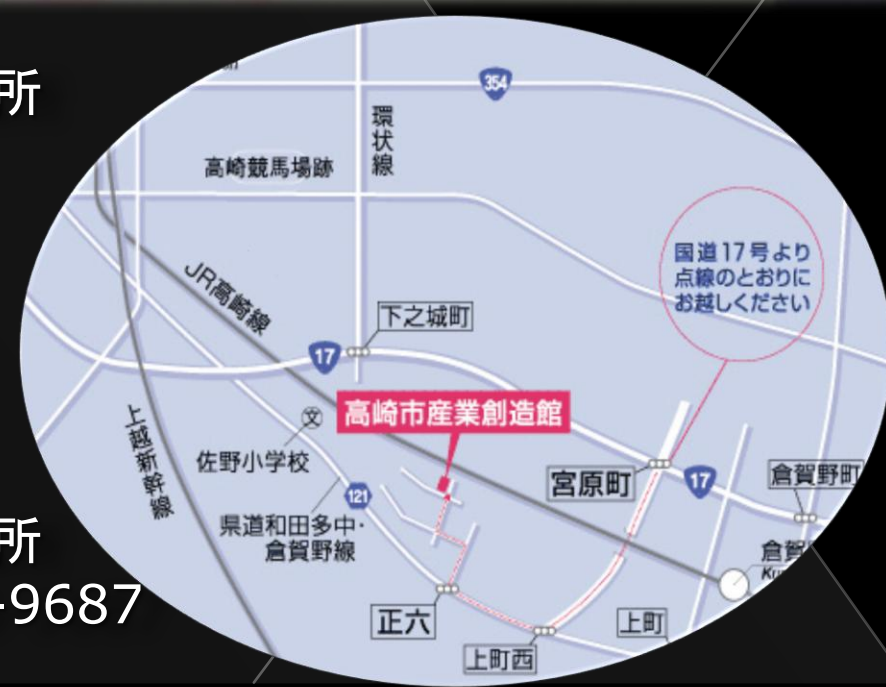 所
354
環状線
高崎競馬場跡
国道17号より
点線のとおりに
お越しください
JR高崎線
下之城町
17
高崎市産業創造館
上越新幹線
文
佐野小学校
宮原町
17
倉賀野町
121
県道和田多中・
倉賀野線
所
倉賀
-9687
正六
上町
上町西